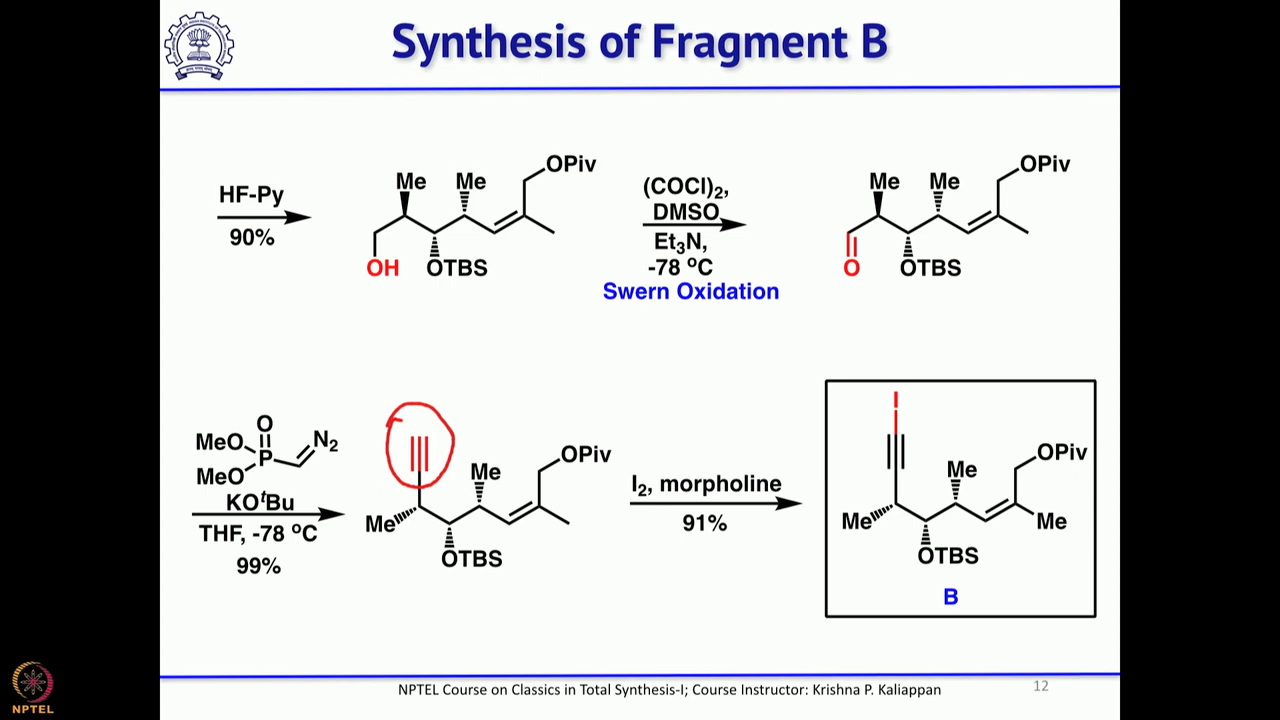 Synthesis of Fragment B
HF-Py
90%
Me
Me
OPiv
OH
OTBS
(COCl)₂,
DMSO
Et₃N,
-78 ºC
Swern Oxidation
Me
Me
OPiv
O
OTBS
O
MeO
P
N₂
MeO
KOᵗBu
THF, -78 ºC
99%
Me
OPiv
Me
OTBS
I₂, morpholine
91%
I
Me
OPiv
Me
Me
OTBS
B
NPTEL
NPTEL Course on Classics in Total Synthesis-I; Course Instructor: Krishna P. Kaliappan
12